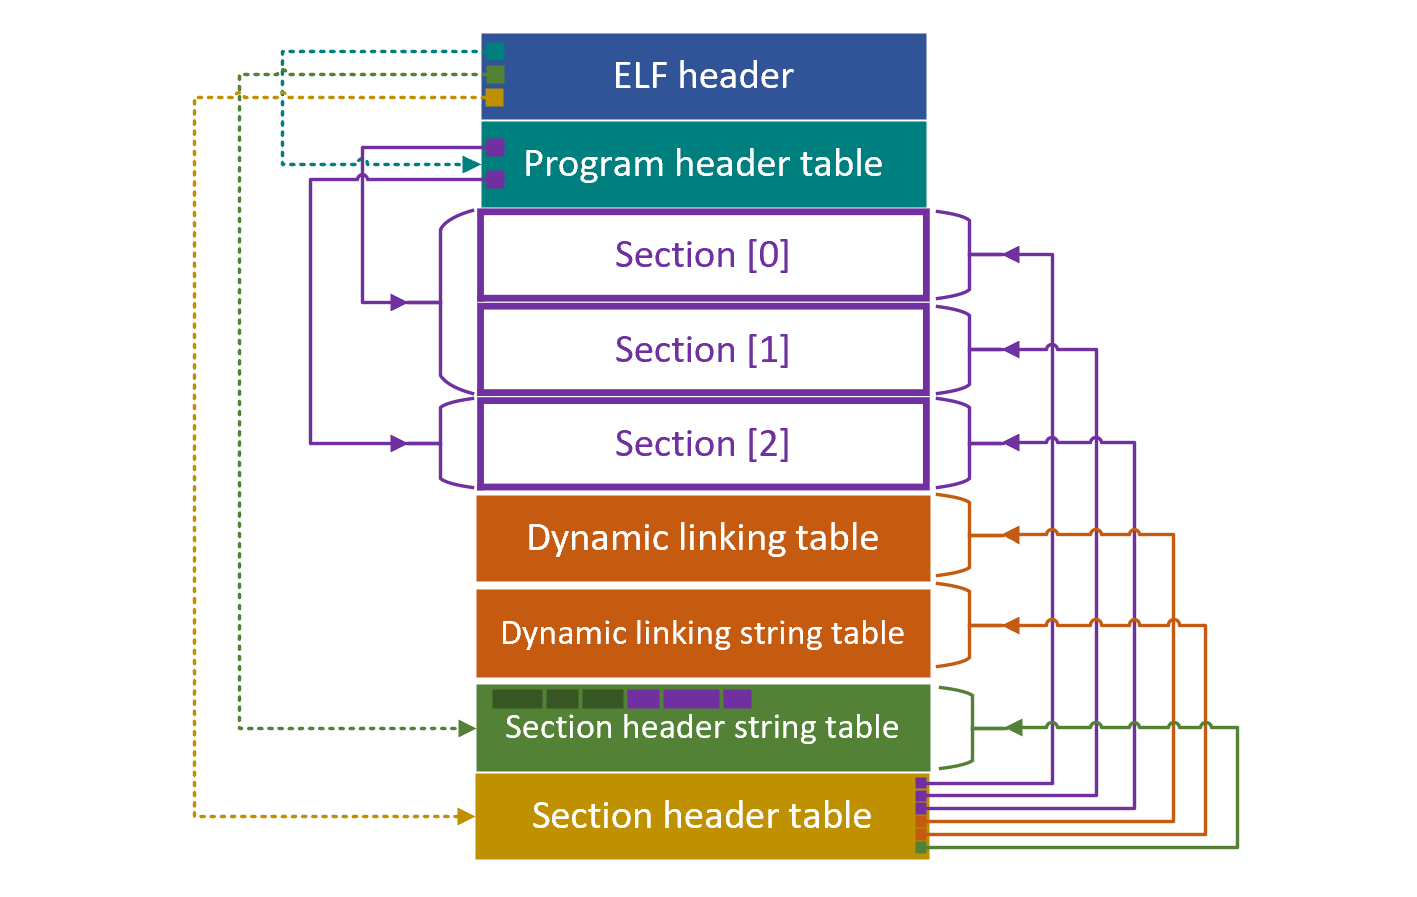 ELF header
Program header table
Section [0]
Section [1]
Section [2]
Dynamic linking table
Dynamic linking string table
Section header string table
Section header table